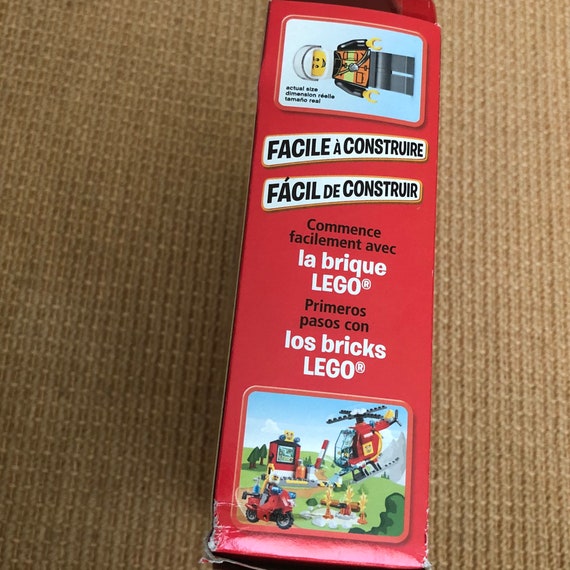 actual size
dimension réelle
tamaño real
FACILE À CONSTRUIRE
FÁCIL DE CONSTRUIR
Commence
facilement avec
la brique
LEGO®
Primeros
pasos con
los bricks
LEGO®